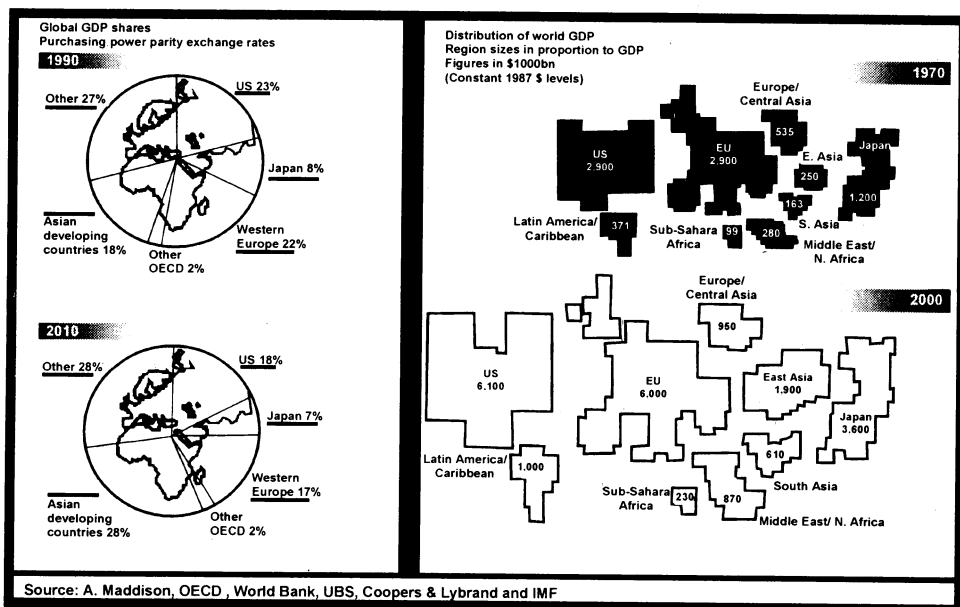 Global GDP shares
Purchasing power parity exchange rates
1990
Other 27%
US 23%
Japan 8%
Western
Europe 22%
Other
OECD 2%
Asian
developing
countries 18%
2010
Other 28%
US 18%
Japan 7%
Western
Europe 17%
Other
OECD 2%
Asian
developing
countries 28%
Distribution of world GDP
Region sizes in proportion to GDP
Figures in $1000bn
(Constant 1987 $ levels)
1970
Europe/
Central Asia
535
US
2.900
EU
2.900
E. Asia
250
Japan
1.200
163
S. Asia
Latin America/
Caribbean
371
Sub-Sahara
Africa
99
280
Middle East/
N. Africa
2000
Europe/
Central Asia
950
US
6.100
EU
6.000
East Asia
1,900
Japan
3.600
610
South Asia
Latin America/
Caribbean
1.000
Sub-Sahara
Africa
230
870
Middle East/ N. Africa
Source: A. Maddison, OECD , World Bank, UBS, Coopers & Lybrand and IMF